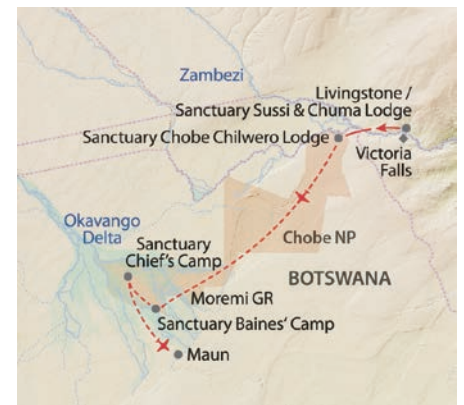 Zambezi
Livingstone /
Sanctuary Sussi & Chuma Lodge
Sanctuary Chobe Chilwero Lodge
Victoria
Falls
Okavango
Delta
Sanctuary
Chief's Camp
Chobe NP
BOTSWANA
Moremi GR
Sanctuary Baines' Camp
Maun